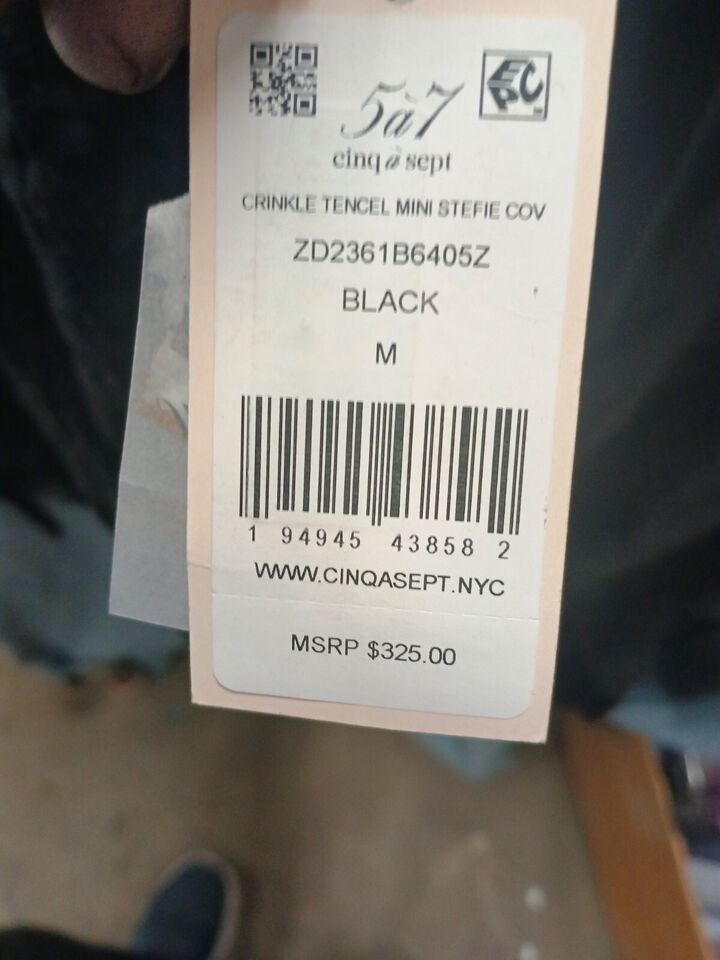 5à7
EPC
cinq à sept
CRINKLE TENCEL MINI STEFIE COV
ZD2361B6405Z
BLACK
M
1 94945 43858 2
WWW.CINQASEPT.NYC
MSRP $325.00